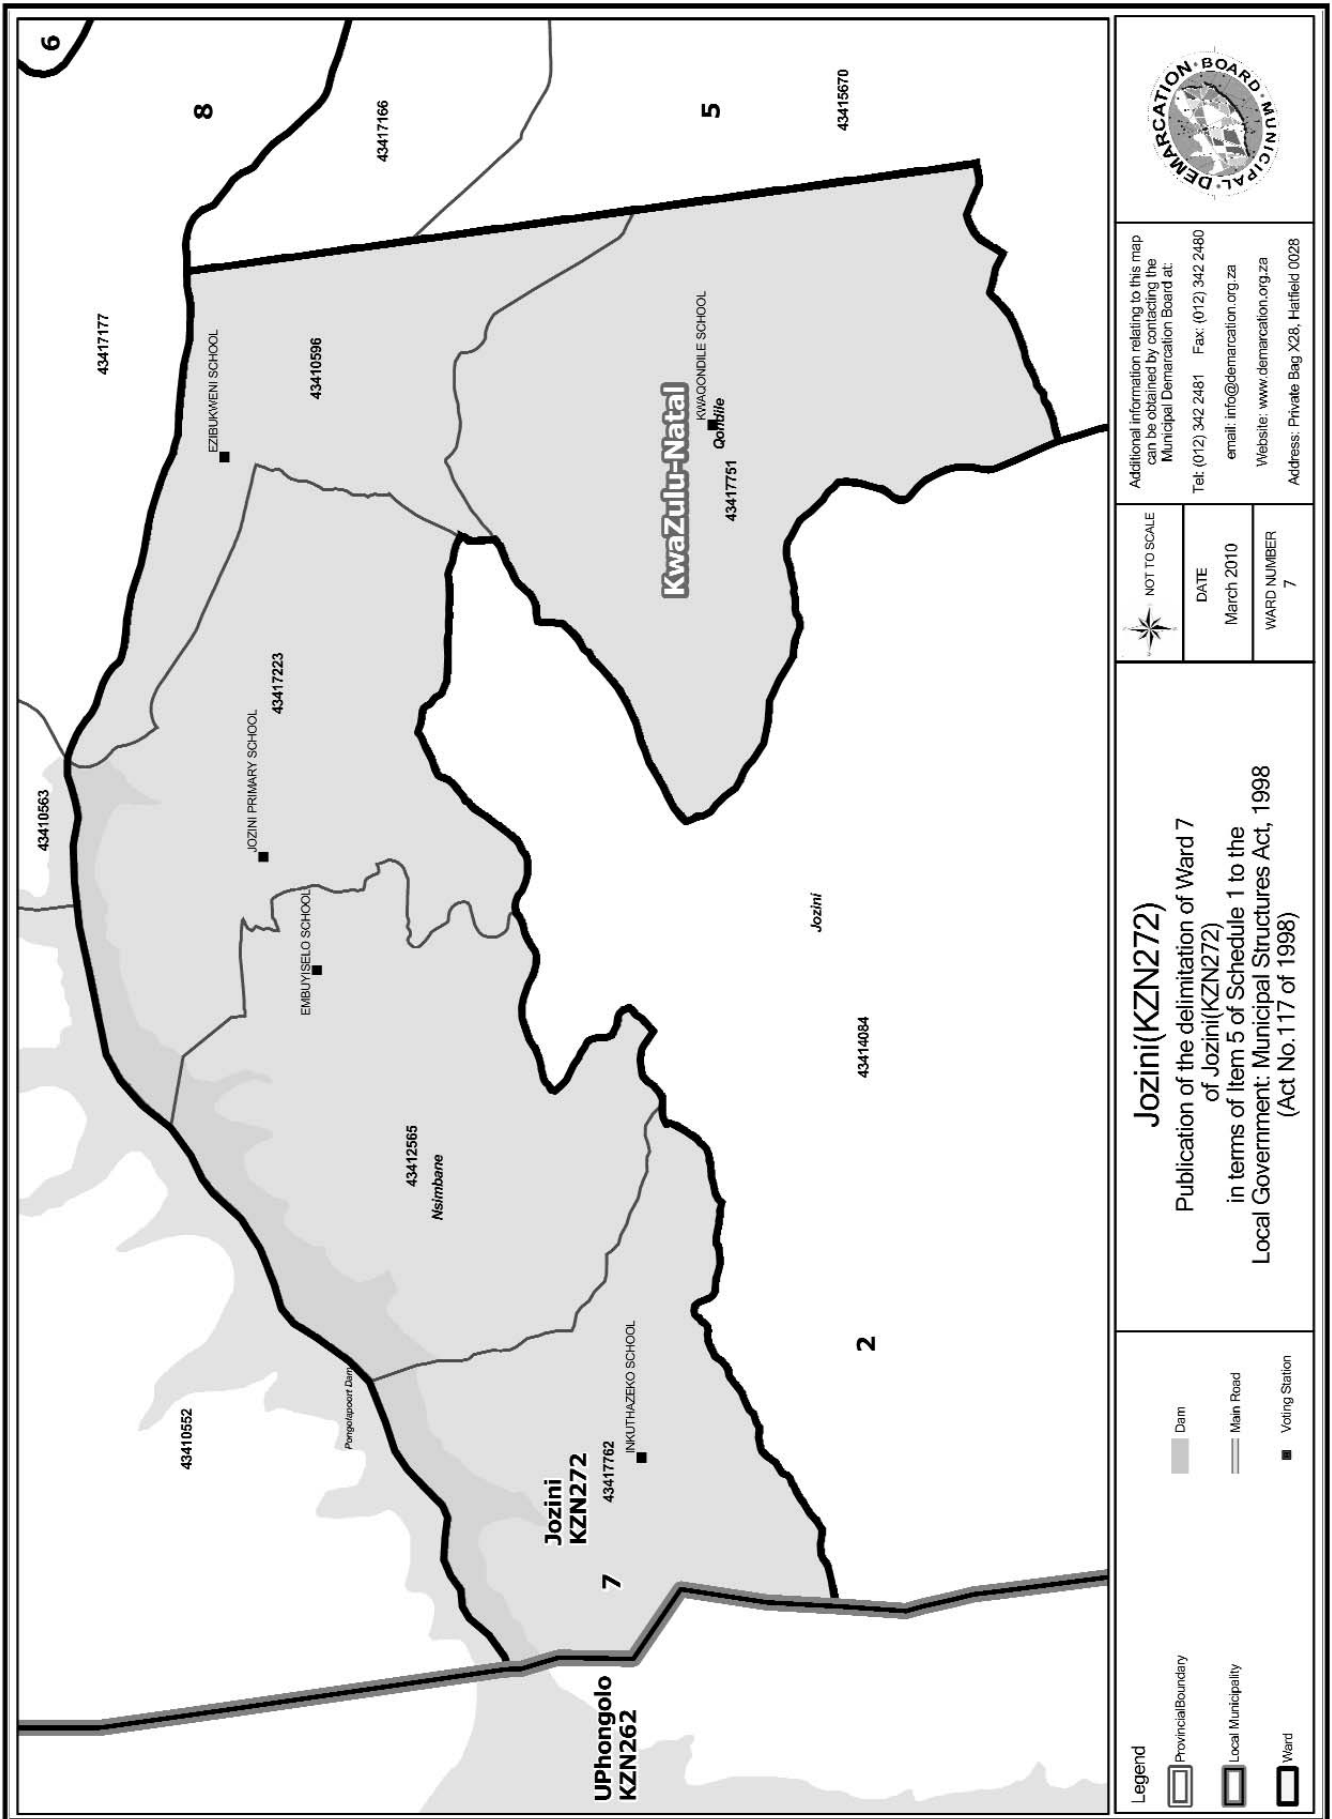 6
8
5
43417177
43417166
43415670
EZIBUKWENI SCHOOL
43410596
KWAQONDILE SCHOOL
Qondile
43417751
KwaZulu-Natal
43410563
JOZINI PRIMARY SCHOOL
43417223
EMBUYISELO SCHOOL
Jozini
43414084
43412565
Nsimbane
2
43410552
Pongolapoort Dam
INKUTHAZEKO SCHOOL
43417762
Jozini
KZN272
7
UPhongolo
KZN262
Legend
ProvincialBoundary
Local Municipality
Ward
Dam
Main Road
Voting Station
Jozini(KZN272)
Publication of the delimitation of Ward 7
of Jozini(KZN272)
in terms of Item 5 of Schedule 1 to the
Local Government: Municipal Structures Act, 1998
(Act No.117 of 1998)
NOT TO SCALE
DATE
March 2010
WARD NUMBER
7
Additional information relating to this map
can be obtained by contacting the
Municipal Demarcation Board at:
Tel: (012) 342 2481 Fax: (012) 342 2480
email: info@demarcation.org.za
Website: www.demarcation.org.za
Address: Private Bag X28, Hatfield 0028
MUNICIPAL DEMARCATION BOARD